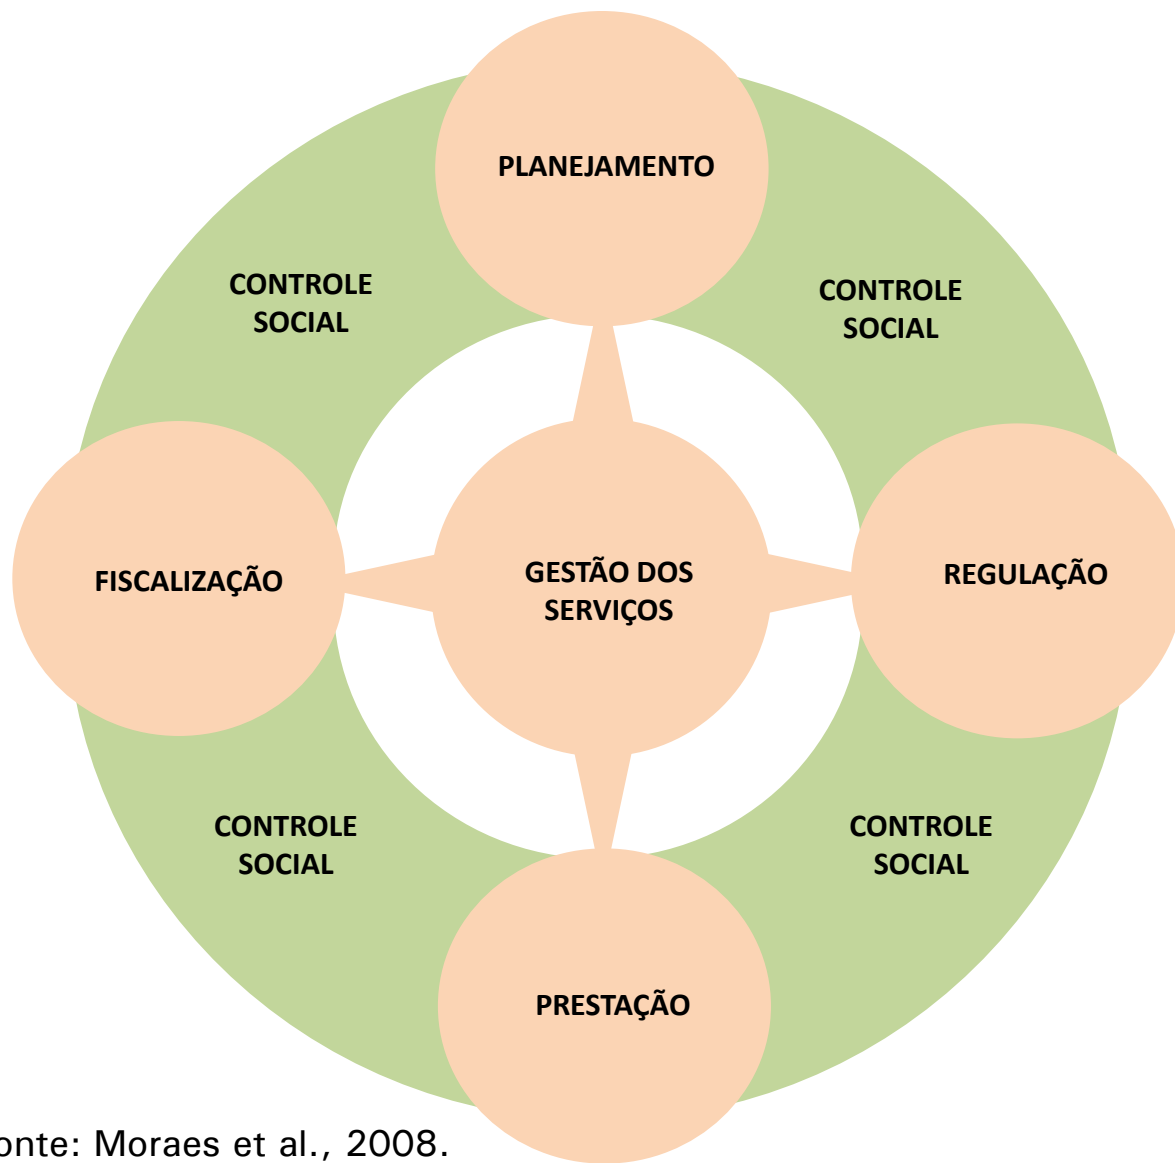 PLANEJAMENTO
CONTROLE
SOCIAL
CONTROLE
SOCIAL
FISCALIZAÇÃO
GESTÃO DOS
SERVIÇOS
REGULAÇÃO
CONTROLE
SOCIAL
CONTROLE
SOCIAL
PRESTAÇÃO
onte: Moraes et al., 2008.